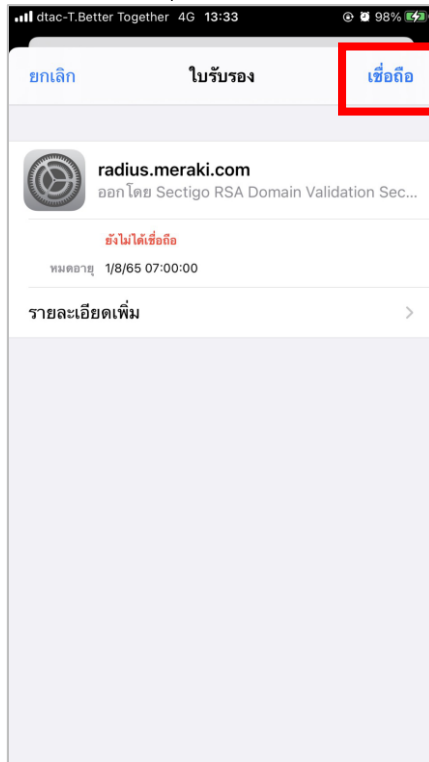 dtac-T.Better Together 4G 13:33 98%
ยกเลิก ใบรับรอง เชื่อถือ
radius.meraki.com
ออกโดย Sectigo RSA Domain Validation Sec...
ยังไม่ได้เชื่อถือ
หมดอายุ 1/8/65 07:00:00
รายละเอียดเพิ่ม